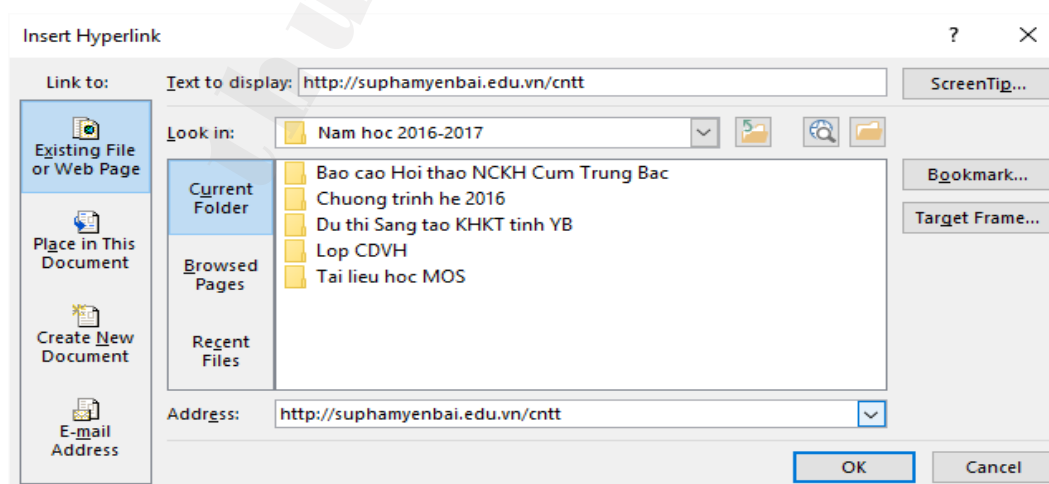 Insert Hyperlink ? ×
Link to:
Text to display: http://suphamyenbai.edu.vn/cntt
ScreenTip...
Existing File
or Web Page
Place in This
Document
Create New
Document
E-mail
Address
Look in: Nam hoc 2016-2017
Current
Folder
Browsed
Pages
Recent
Files
Bao cao Hoi thao NCKH Cum Trung Bac
Chuong trinh he 2016
Du thi Sang tao KHKT tinh YB
Lop CDVH
Tai lieu hoc MOS
Bookmark...
Target Frame...
Address: http://suphamyenbai.edu.vn/cntt
OK
Cancel